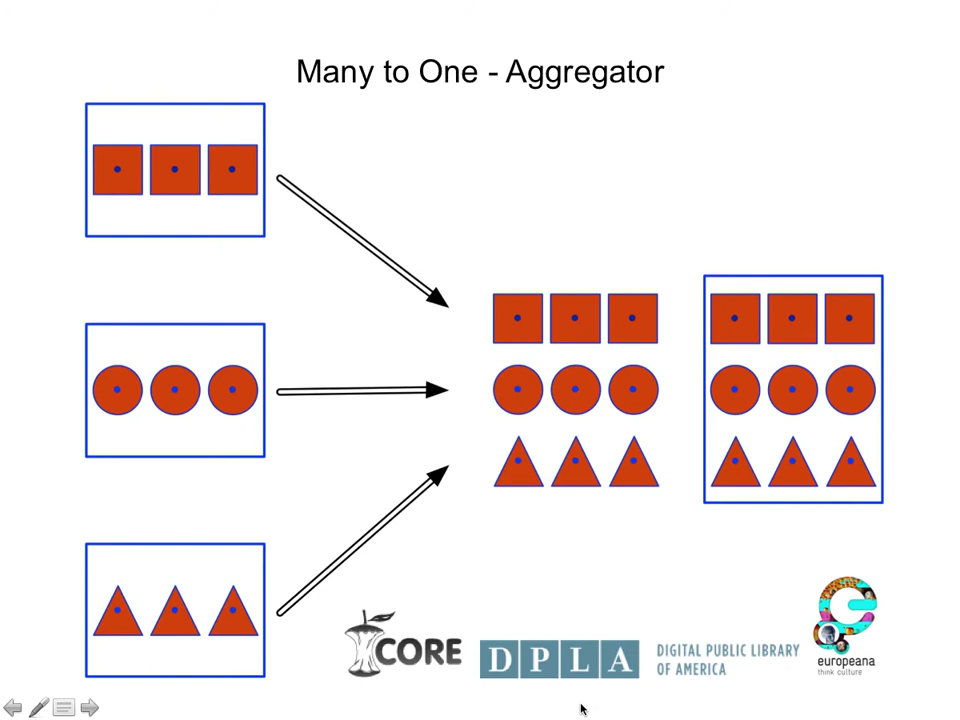 Many to One - Aggregator
CORE
DPLA
DIGITAL PUBLIC LIBRARY
OF AMERICA
europeana
think culture